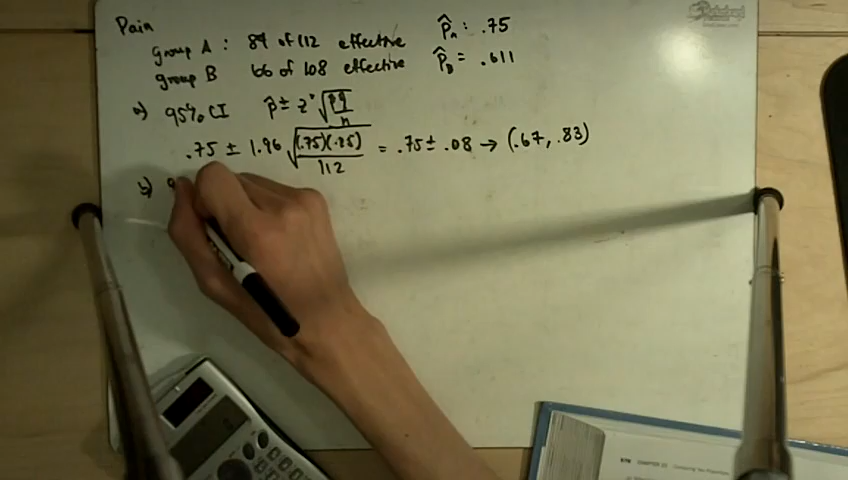 Pain
group A : 84 of 112 effective p̂A : .75
group B 66 of 108 effective p̂B = .611
a) 95% CI p̂ ± z* √(p̂q̂/n)
.75 ± 1.96 √((.75)(.25)/112) = .75 ± .08 → (.67, .83)
b) 9